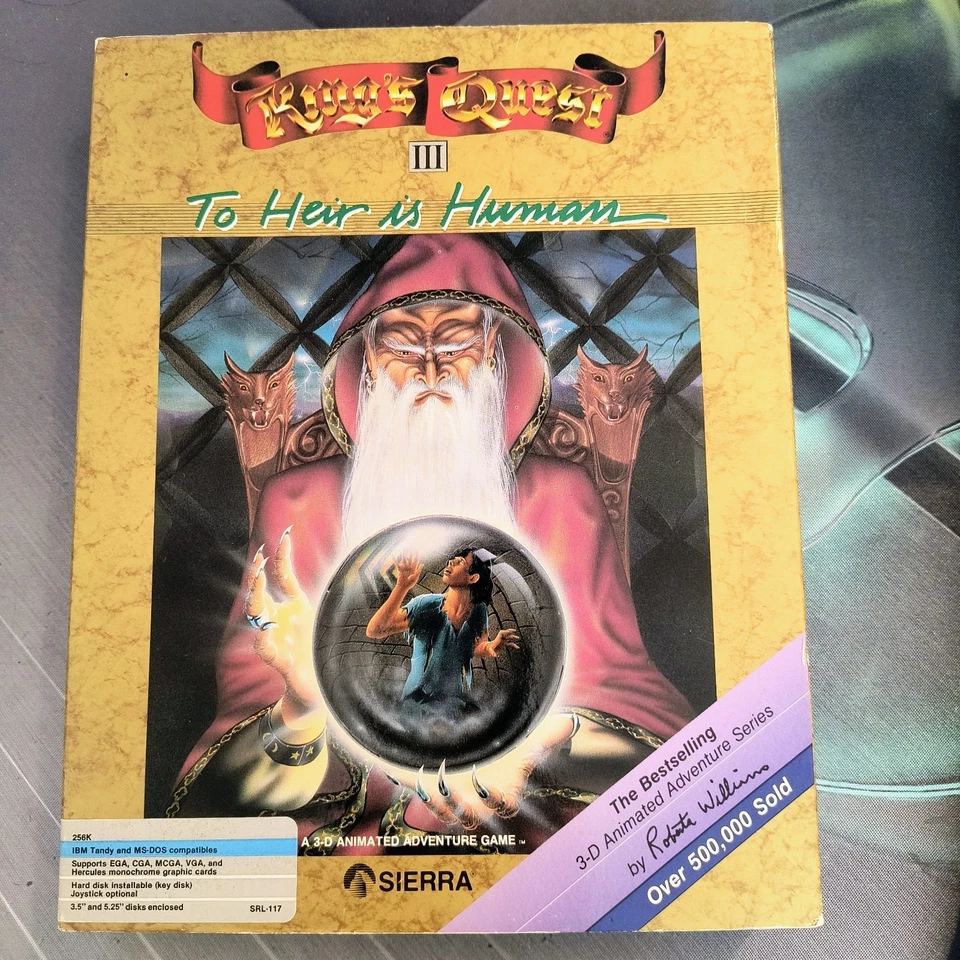 King's Quest
III
To Heir is Human
The Bestselling
3-D Animated Adventure Series
by Roberta Williams
Over 500,000 Sold
256K
IBM Tandy and MS-DOS compatibles
Supports EGA, CGA, MCGA, VGA, and
Hercules monochrome graphic cards
Hard disk installable (key disk)
Joystick optional
3.5" and 5.25" disks enclosed SRL-117
A 3-D ANIMATED ADVENTURE GAME™
SIERRA